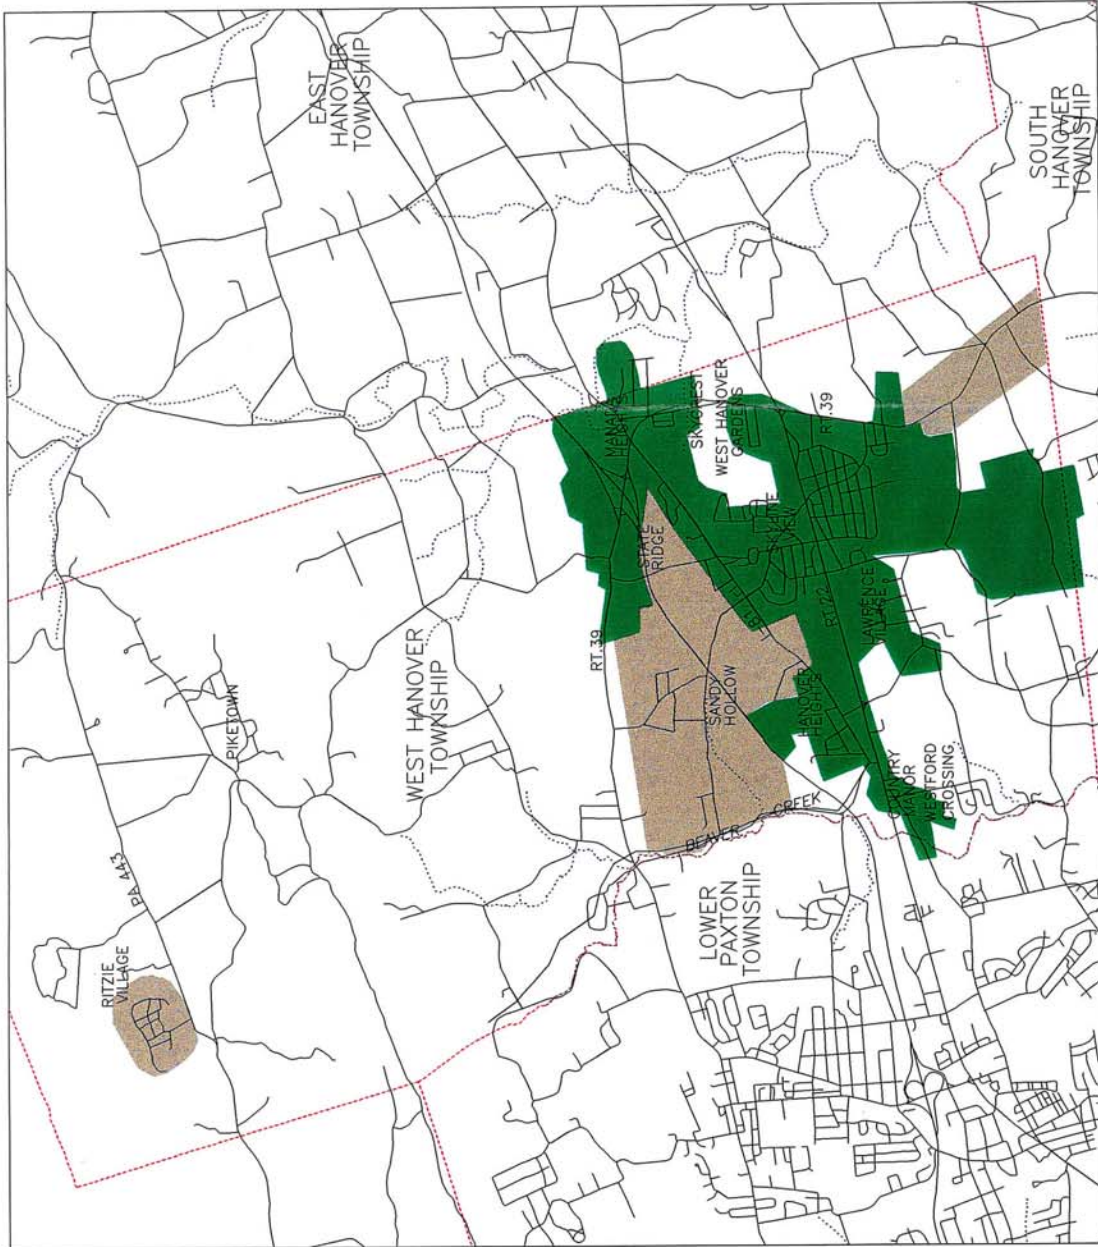 EAST
HANOVER
TOWNSHIP
SOUTH
HANOVER
TOWNSHIP
MANADA
HEIGHTS
SKYCREST
WEST HANOVER
GARDENS
RT.39
STATE
RIDGE
SKYLINE
VIEW
I-81
RT.22
LAWRENCE
VILLAGE
RT.39
SANDY
HOLLOW
HANOVER
HEIGHTS
WEST HANOVER
TOWNSHIP
PIKETOWN
COUNTRY
MANOR
WESTFORD
CROSSING
BEAVER CREEK
PA 443
LOWER
PAXTON
TOWNSHIP
RITZIE
VILLAGE